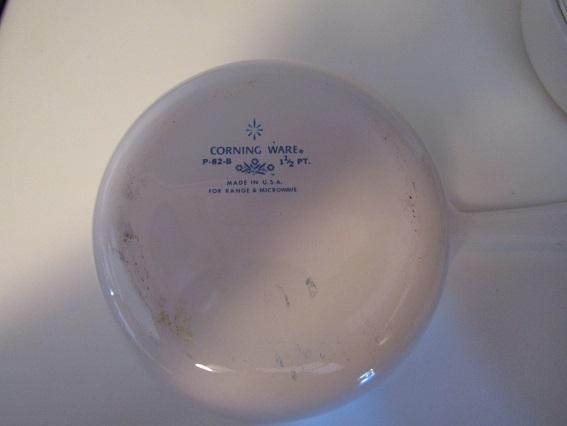 CORNING WARE®
P-82-B 1½ PT.
MADE IN U.S.A.
FOR RANGE & MICROWAVE